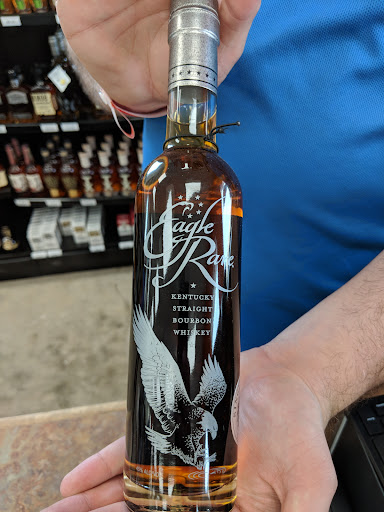 Eagle
Rare
KENTUCKY
STRAIGHT
BOURBON
WHISKEY